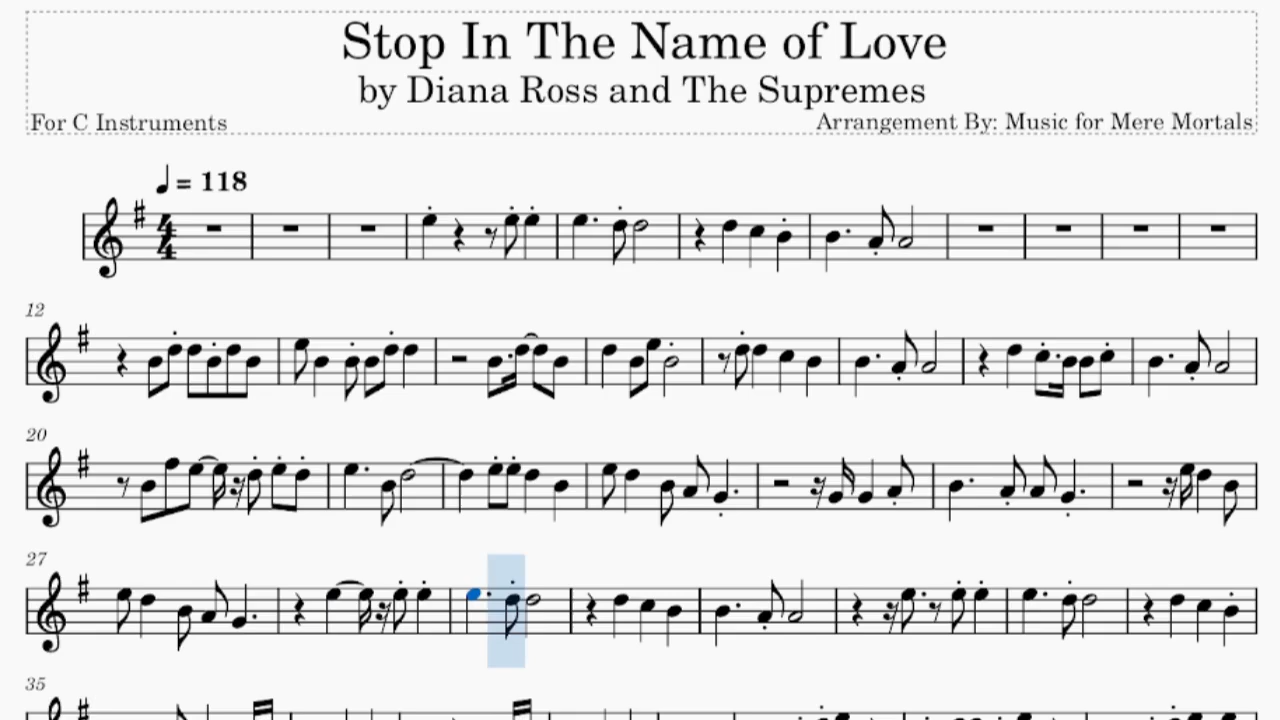 Stop In The Name of Love
by Diana Ross and The Supremes
For C Instruments
Arrangement By: Music for Mere Mortals
= 118
4
4
12
20
27
35